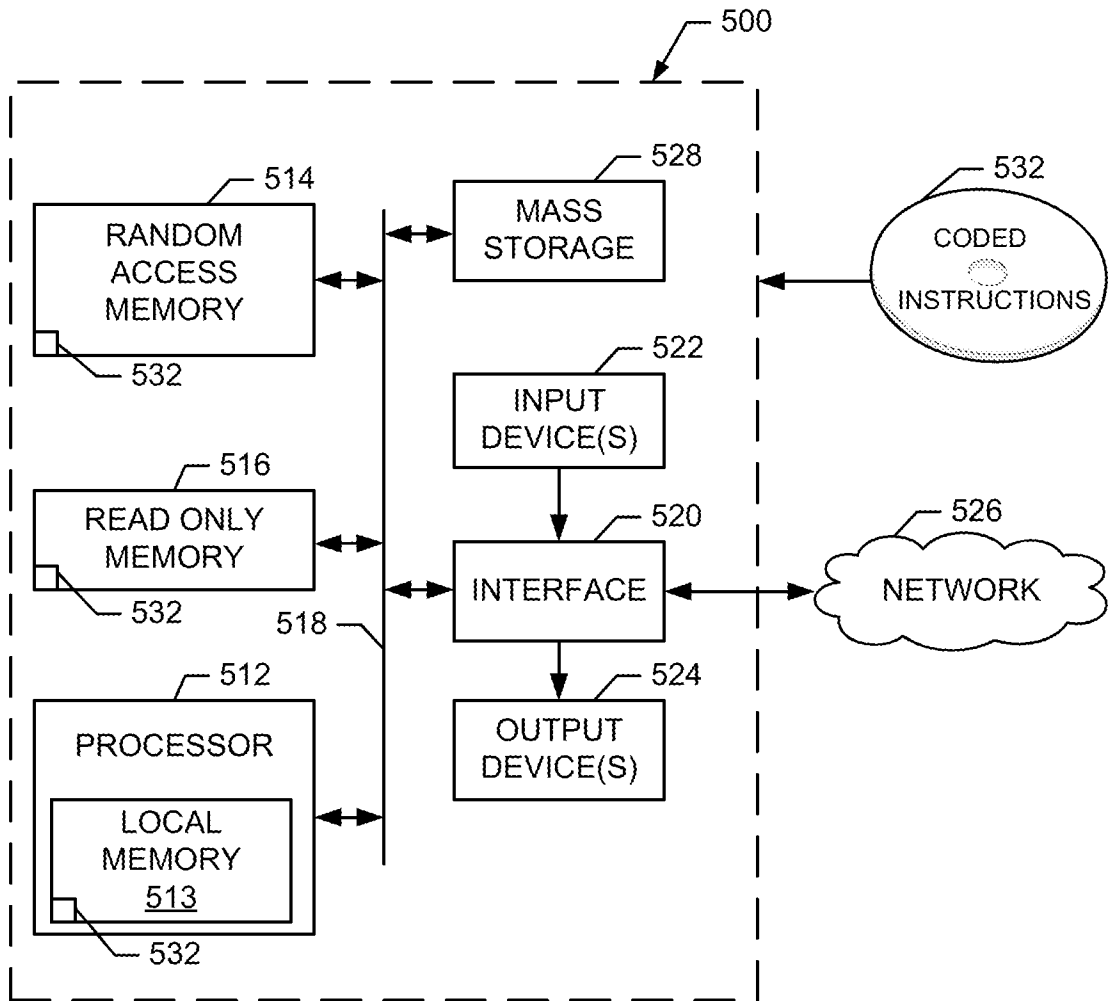 500
514
RANDOM
ACCESS
MEMORY
532
528
MASS
STORAGE
532
CODED
INSTRUCTIONS
522
INPUT
DEVICE(S)
516
READ ONLY
MEMORY
532
520
INTERFACE
526
NETWORK
518
512
PROCESSOR
LOCAL
MEMORY
513
532
524
OUTPUT
DEVICE(S)